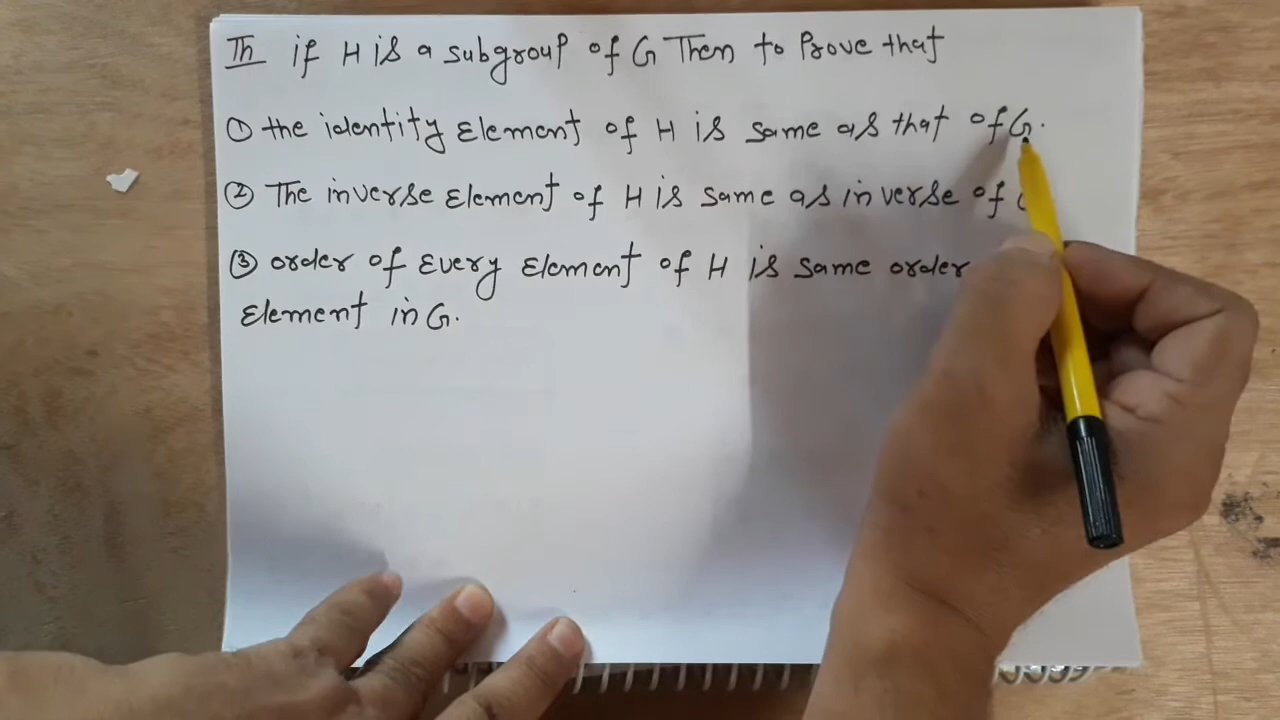 Th if H is a subgroup of G Then to Prove that
① the identity Element of H is same as that of G.
② The inverse Element of H is same as inverse of
③ order of Every Element of H is same order
Element in G.